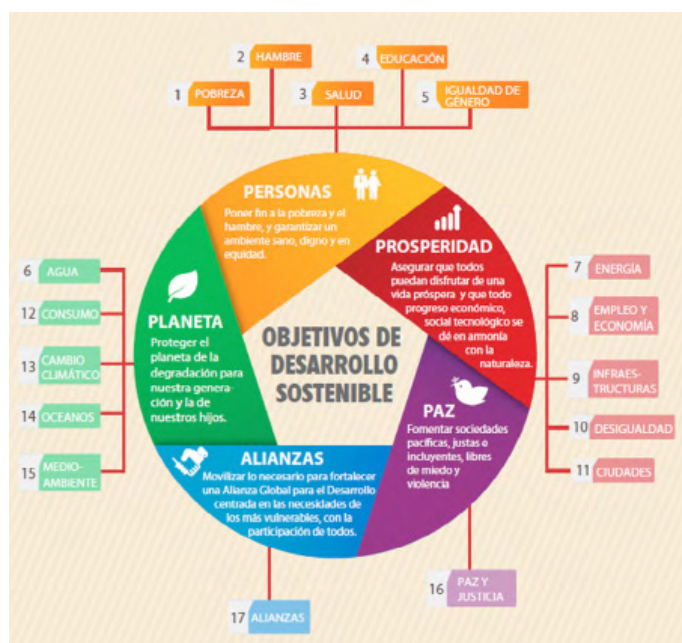 2 HAMBRE
4 EDUCACIÓN
1 POBREZA
3 SALUD
5 IGUALDAD DE
GÉNERO
PERSONAS
Poner fin a la pobreza y el
hambre, y garantizar un
ambiente sano, digno y en
equidad.
PROSPERIDAD
Asegurar que todos
puedan disfrutar de una
vida próspera y que todo
progreso económico,
social tecnológico se
dé en armonía
con la
naturaleza.
6 AGUA
12 CONSUMO
13 CAMBIO
CLIMÁTICO
14 OCEANOS
15 MEDIO-
AMBIENTE
PLANETA
Proteger el
planeta de la
degradación para
nuestra genera-
ción y la de
nuestros hijos.
OBJETIVOS DE
DESARROLLO
SOSTENIBLE
7 ENERGÍA
8 EMPLEO Y
ECONOMÍA
9 INFRAES-
TRUCTURAS
10 DESIGUALDAD
11 CIUDADES
PAZ
Fomentar sociedades
pacíficas, justas e
incluyentes, libres
de miedo y
violencia
ALIANZAS
Movilizar lo necesario para fortalecer
una Alianza Global para el Desarrollo
centrada en las necesidades de
los más vulnerables, con la
participación de todos.
16 PAZ Y
JUSTICIA
17 ALIANZAS